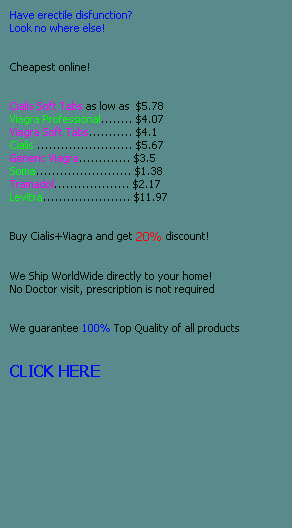 Have erectile disfunction?
Look no where else!
Cheapest online!
Cialis Soft Tabs as low as $5.78
Viagra Professional........ $4.07
Viagra Soft Tabs........... $4.1
Cialis........................ $5.67
Generic Viagra............. $3.5
Soma........................ $1.38
Tramadol................... $2.17
Levitra...................... $11.97
Buy Cialis+Viagra and get 20% discount!
We Ship WorldWide directly to your home!
No Doctor visit, prescription is not required
We guarantee 100% Top Quality of all products
CLICK HERE